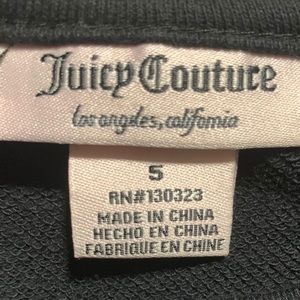 Juicy Couture
los angeles, california
S
RN#130323
MADE IN CHINA
HECHO EN CHINA
FABRIQUE EN CHINE